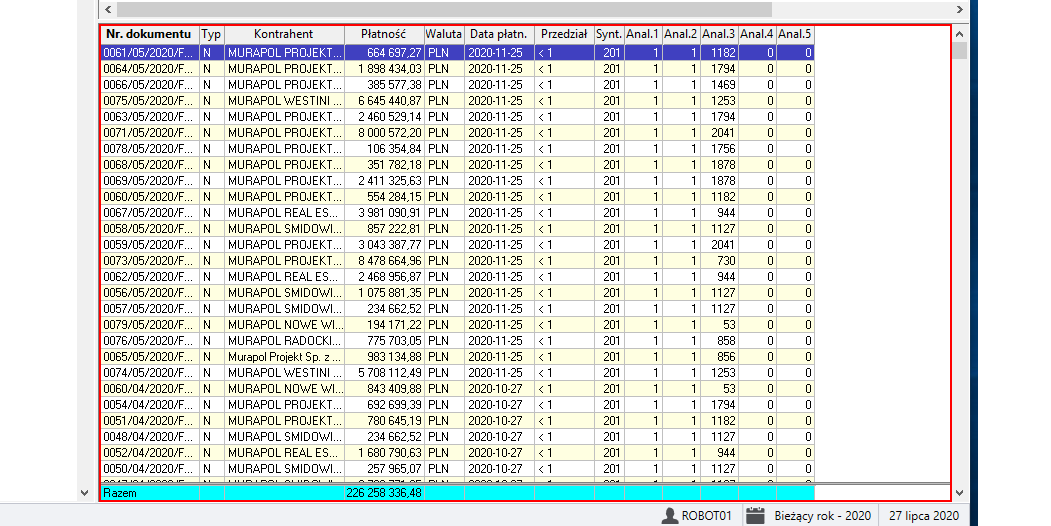 Nr. dokumentu Typ Kontrahent Płatność Waluta Data płatn. Przedział Synt. Anal.1 Anal.2 Anal.3 Anal.4 Anal.5
0061/05/2020/F... N MURAPOL PROJEKT... 664 697,27 PLN 2020-11-25 < 1 201 1 1 1182 0 0
0064/05/2020/F... N MURAPOL PROJEKT... 1 898 434,03 PLN 2020-11-25 < 1 201 1 1 1794 0 0
0066/05/2020/F... N MURAPOL PROJEKT... 385 577,38 PLN 2020-11-25 < 1 201 1 1 1469 0 0
0075/05/2020/F... N MURAPOL WESTINI ... 6 645 440,87 PLN 2020-11-25 < 1 201 1 1 1253 0 0
0063/05/2020/F... N MURAPOL PROJEKT... 2 460 529,14 PLN 2020-11-25 < 1 201 1 1 1794 0 0
0071/05/2020/F... N MURAPOL PROJEKT... 8 000 572,20 PLN 2020-11-25 < 1 201 1 1 2041 0 0
0078/05/2020/F... N MURAPOL PROJEKT... 106 354,84 PLN 2020-11-25 < 1 201 1 1 1756 0 0
0068/05/2020/F... N MURAPOL PROJEKT... 351 782,18 PLN 2020-11-25 < 1 201 1 1 1878 0 0
0069/05/2020/F... N MURAPOL PROJEKT... 2 411 325,63 PLN 2020-11-25 < 1 201 1 1 1878 0 0
0060/05/2020/F... N MURAPOL PROJEKT... 554 284,15 PLN 2020-11-25 < 1 201 1 1 1182 0 0
0067/05/2020/F... N MURAPOL REAL ES... 3 981 090,91 PLN 2020-11-25 < 1 201 1 1 944 0 0
0058/05/2020/F... N MURAPOL SMIDOWI... 857 222,81 PLN 2020-11-25 < 1 201 1 1 1127 0 0
0059/05/2020/F... N MURAPOL PROJEKT... 3 043 387,77 PLN 2020-11-25 < 1 201 1 1 2041 0 0
0073/05/2020/F... N MURAPOL PROJEKT... 8 478 664,96 PLN 2020-11-25 < 1 201 1 1 730 0 0
0062/05/2020/F... N MURAPOL REAL ES... 2 468 956,87 PLN 2020-11-25 < 1 201 1 1 944 0 0
0056/05/2020/F... N MURAPOL SMIDOWI... 1 075 881,35 PLN 2020-11-25 < 1 201 1 1 1127 0 0
0057/05/2020/F... N MURAPOL SMIDOWI... 234 662,52 PLN 2020-11-25 < 1 201 1 1 1127 0 0
0079/05/2020/F... N MURAPOL NOWE WI... 194 171,22 PLN 2020-11-25 < 1 201 1 1 53 0 0
0076/05/2020/F... N MURAPOL RADOCKI... 775 703,05 PLN 2020-11-25 < 1 201 1 1 858 0 0
0065/05/2020/F... N Murapol Projekt Sp. z ... 983 134,88 PLN 2020-11-25 < 1 201 1 1 856 0 0
0074/05/2020/F... N MURAPOL WESTINI ... 5 708 112,49 PLN 2020-11-25 < 1 201 1 1 1253 0 0
0060/04/2020/F... N MURAPOL NOWE WI... 843 409,88 PLN 2020-10-27 < 1 201 1 1 53 0 0
0054/04/2020/F... N MURAPOL PROJEKT... 692 699,39 PLN 2020-10-27 < 1 201 1 1 1794 0 0
0051/04/2020/F... N MURAPOL PROJEKT... 780 645,19 PLN 2020-10-27 < 1 201 1 1 1182 0 0
0048/04/2020/F... N MURAPOL SMIDOWI... 234 662,52 PLN 2020-10-27 < 1 201 1 1 1127 0 0
0052/04/2020/F... N MURAPOL REAL ES... 1 680 790,63 PLN 2020-10-27 < 1 201 1 1 944 0 0
0050/04/2020/F... N MURAPOL SMIDOWI... 257 965,07 PLN 2020-10-27 < 1 201 1 1 1127 0 0
Razem 226 258 336,48
ROBOT01 Bieżący rok - 2020 27 lipca 2020